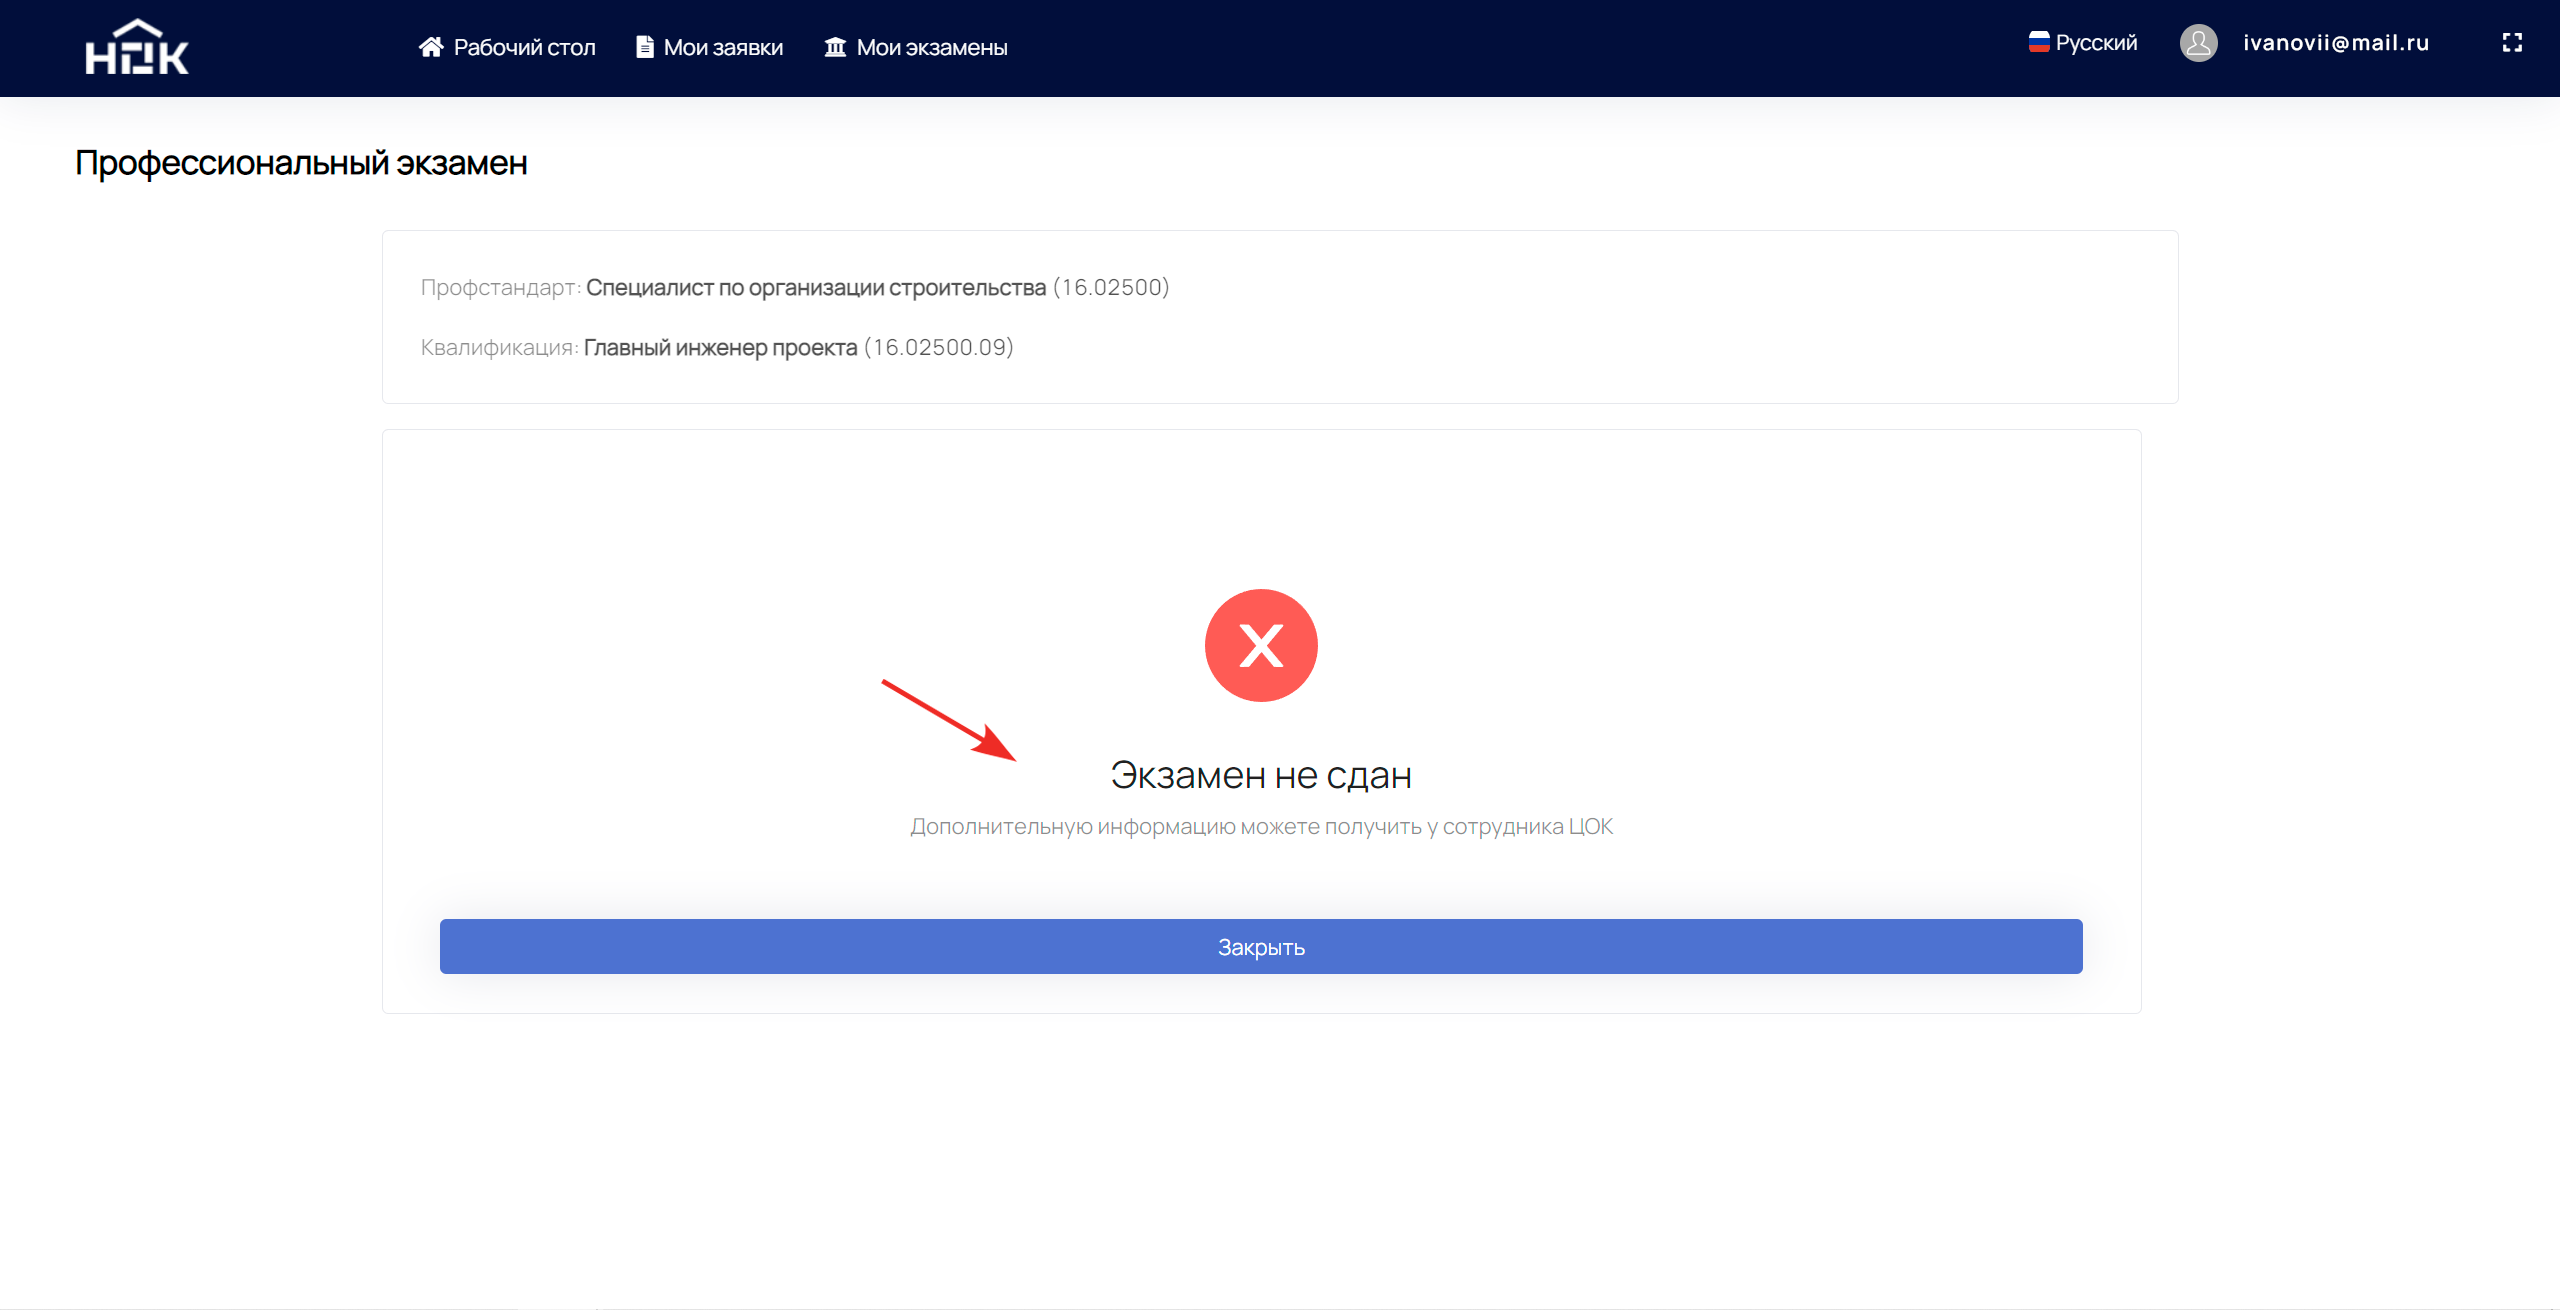 НОК
Рабочий стол
Мои заявки
Мои экзамены
Русский
ivanovii@mail.ru
Профессиональный экзамен
Профстандарт: Специалист по организации строительства (16.02500)
Квалификация: Главный инженер проекта (16.02500.09)
X
Экзамен не сдан
Дополнительную информацию можете получить у сотрудника ЦОК
Закрыть